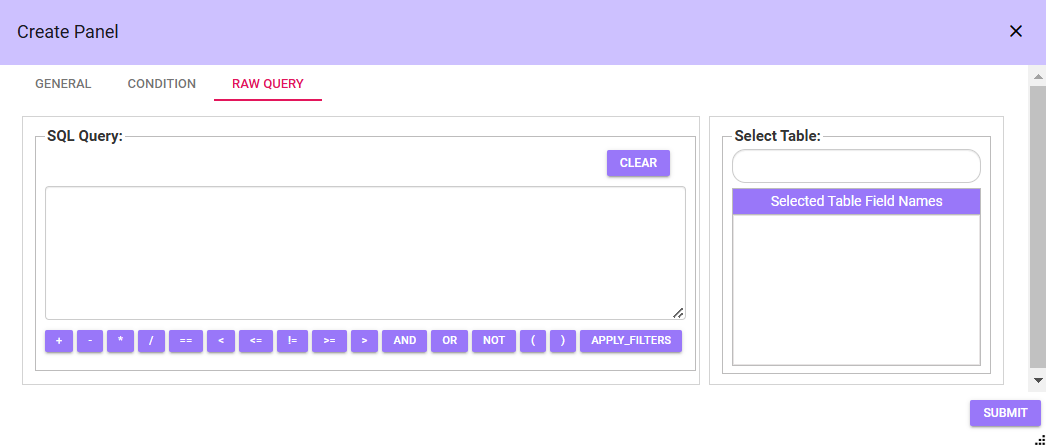 Create Panel
GENERAL CONDITION RAW QUERY
SQL Query:
CLEAR
+ - * / == < <= != >= > AND OR NOT ( ) APPLY_FILTERS
Select Table:
Selected Table Field Names
SUBMIT